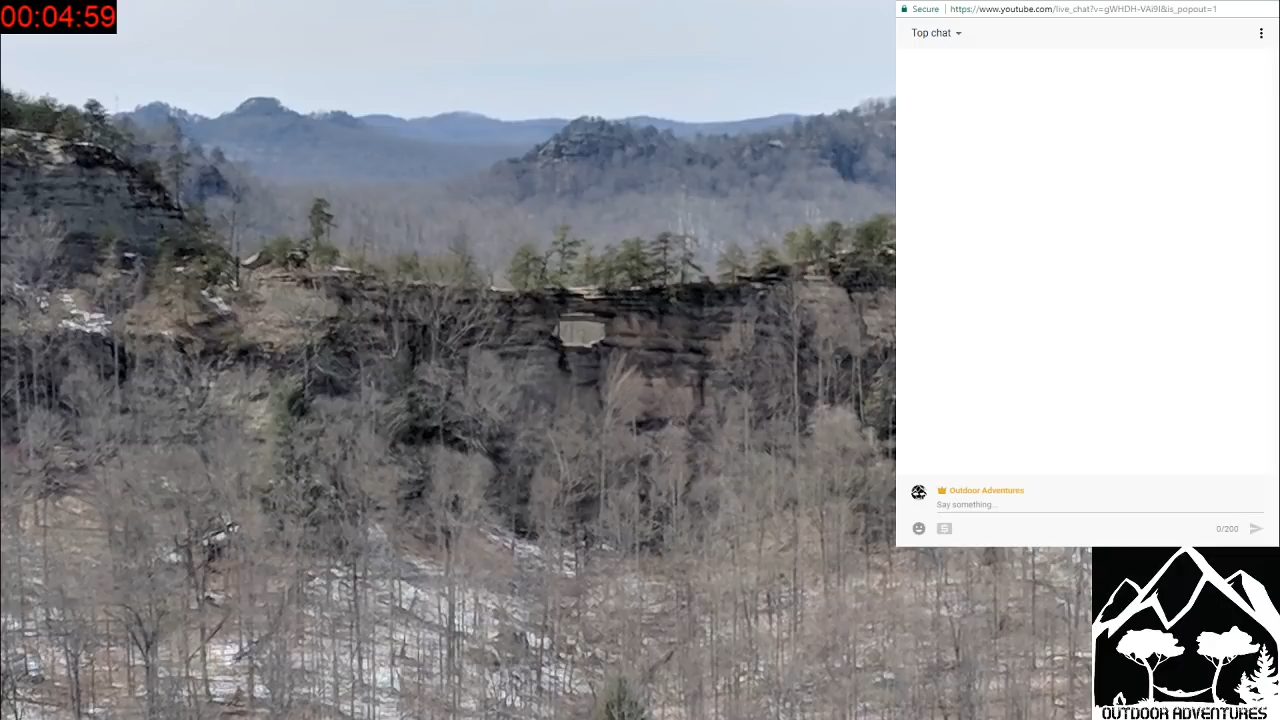 00:04:59
Secure https://www.youtube.com/live_chat?v=gWHDH-VAi9I&is_popout=1
Top chat
Outdoor Adventures
Say something...
0/200
OUTDOOR ADVENTURES